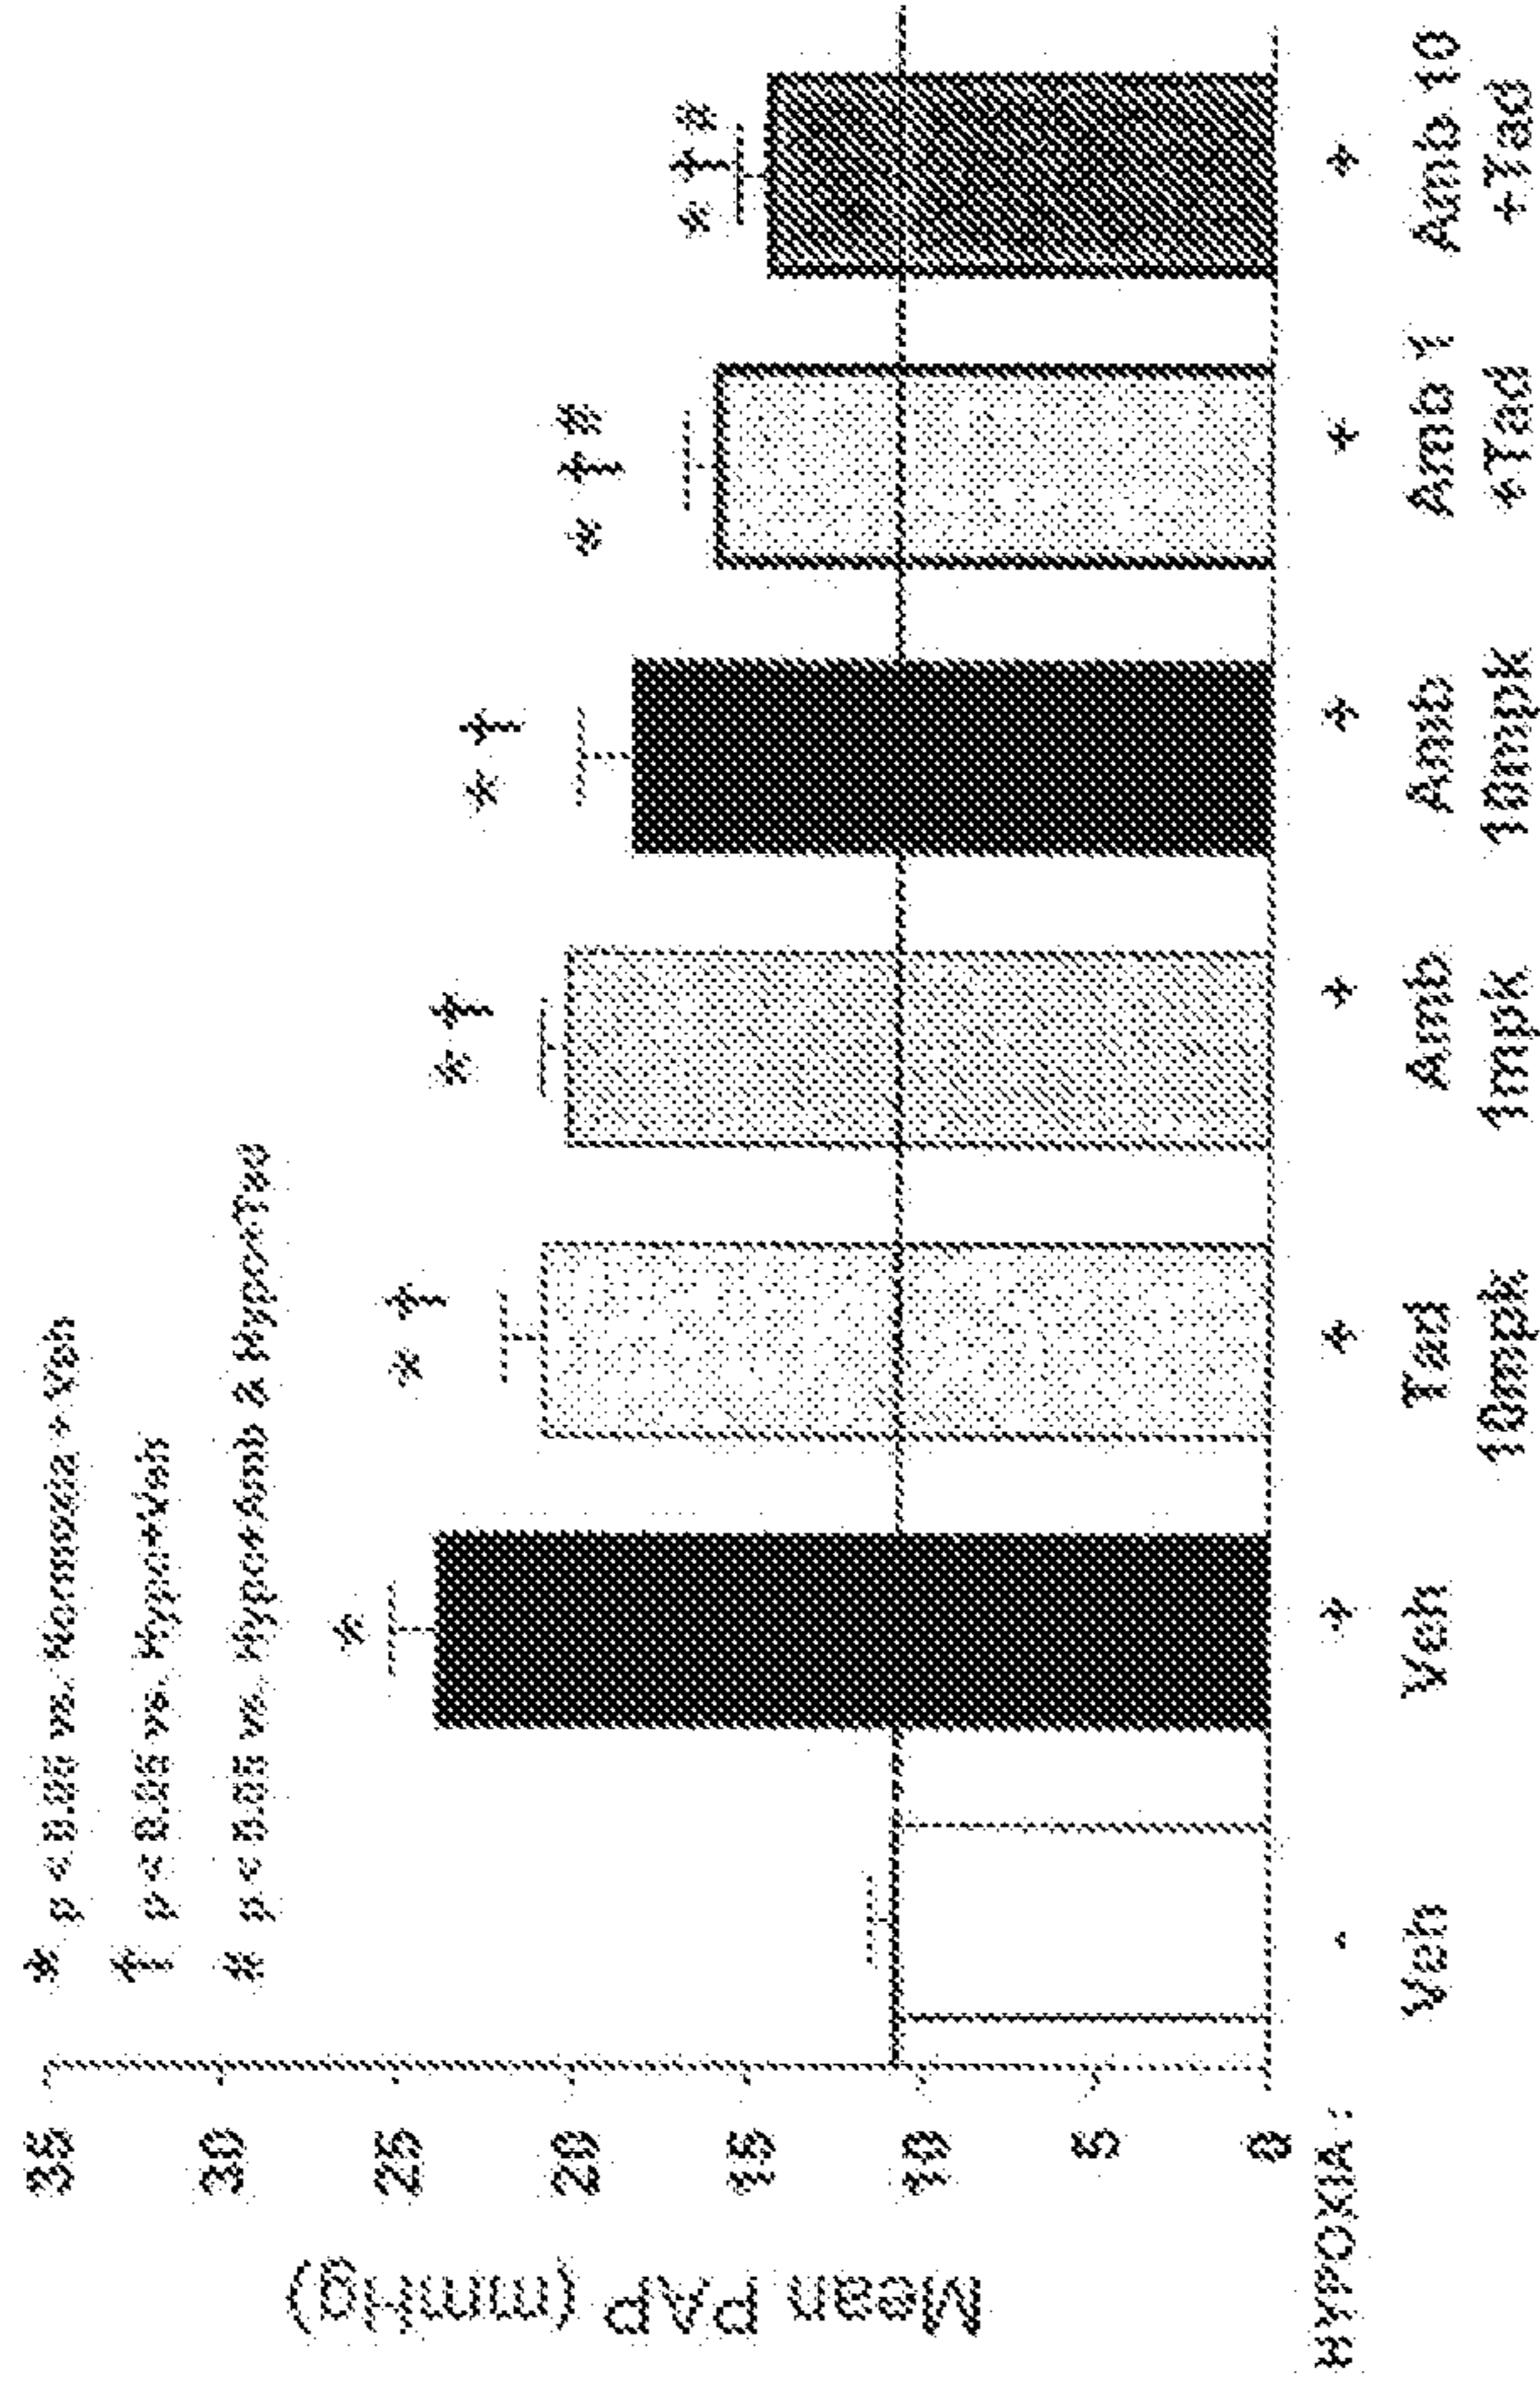 * p < 0.05 vs. Normoxia + Veh
† p < 0.05 vs. Hypo+Veh
# p < 0.05 vs. Hypo+Amb & Hypo+Tad
Mean PAP (mmHg)
35
30
25
20
15
10
5
0
*
* †
* †
* †
* † #
* † #
HYPOXIA : - + + + + + +
Veh Veh Tad Amb Amb Amb 1 Amb 10
10mpk 1mpk 10mpk +Tad +Tad